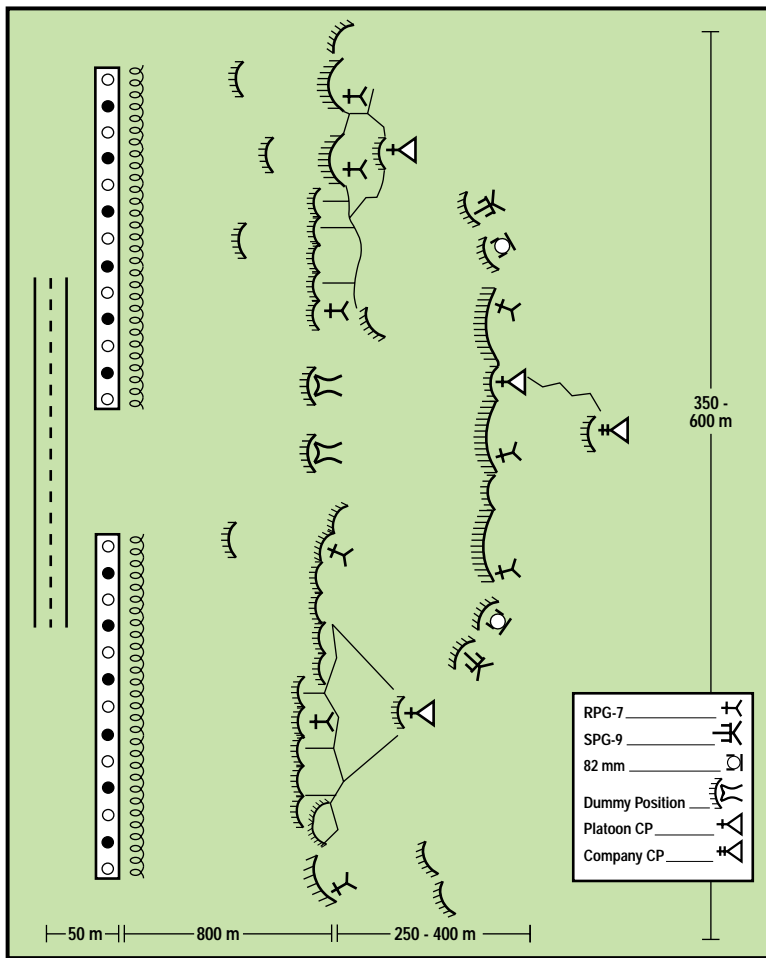 350 -
600 m
RPG-7
SPG-9
82 mm
Dummy Position
Platoon CP
Company CP
50 m
800 m
250 - 400 m